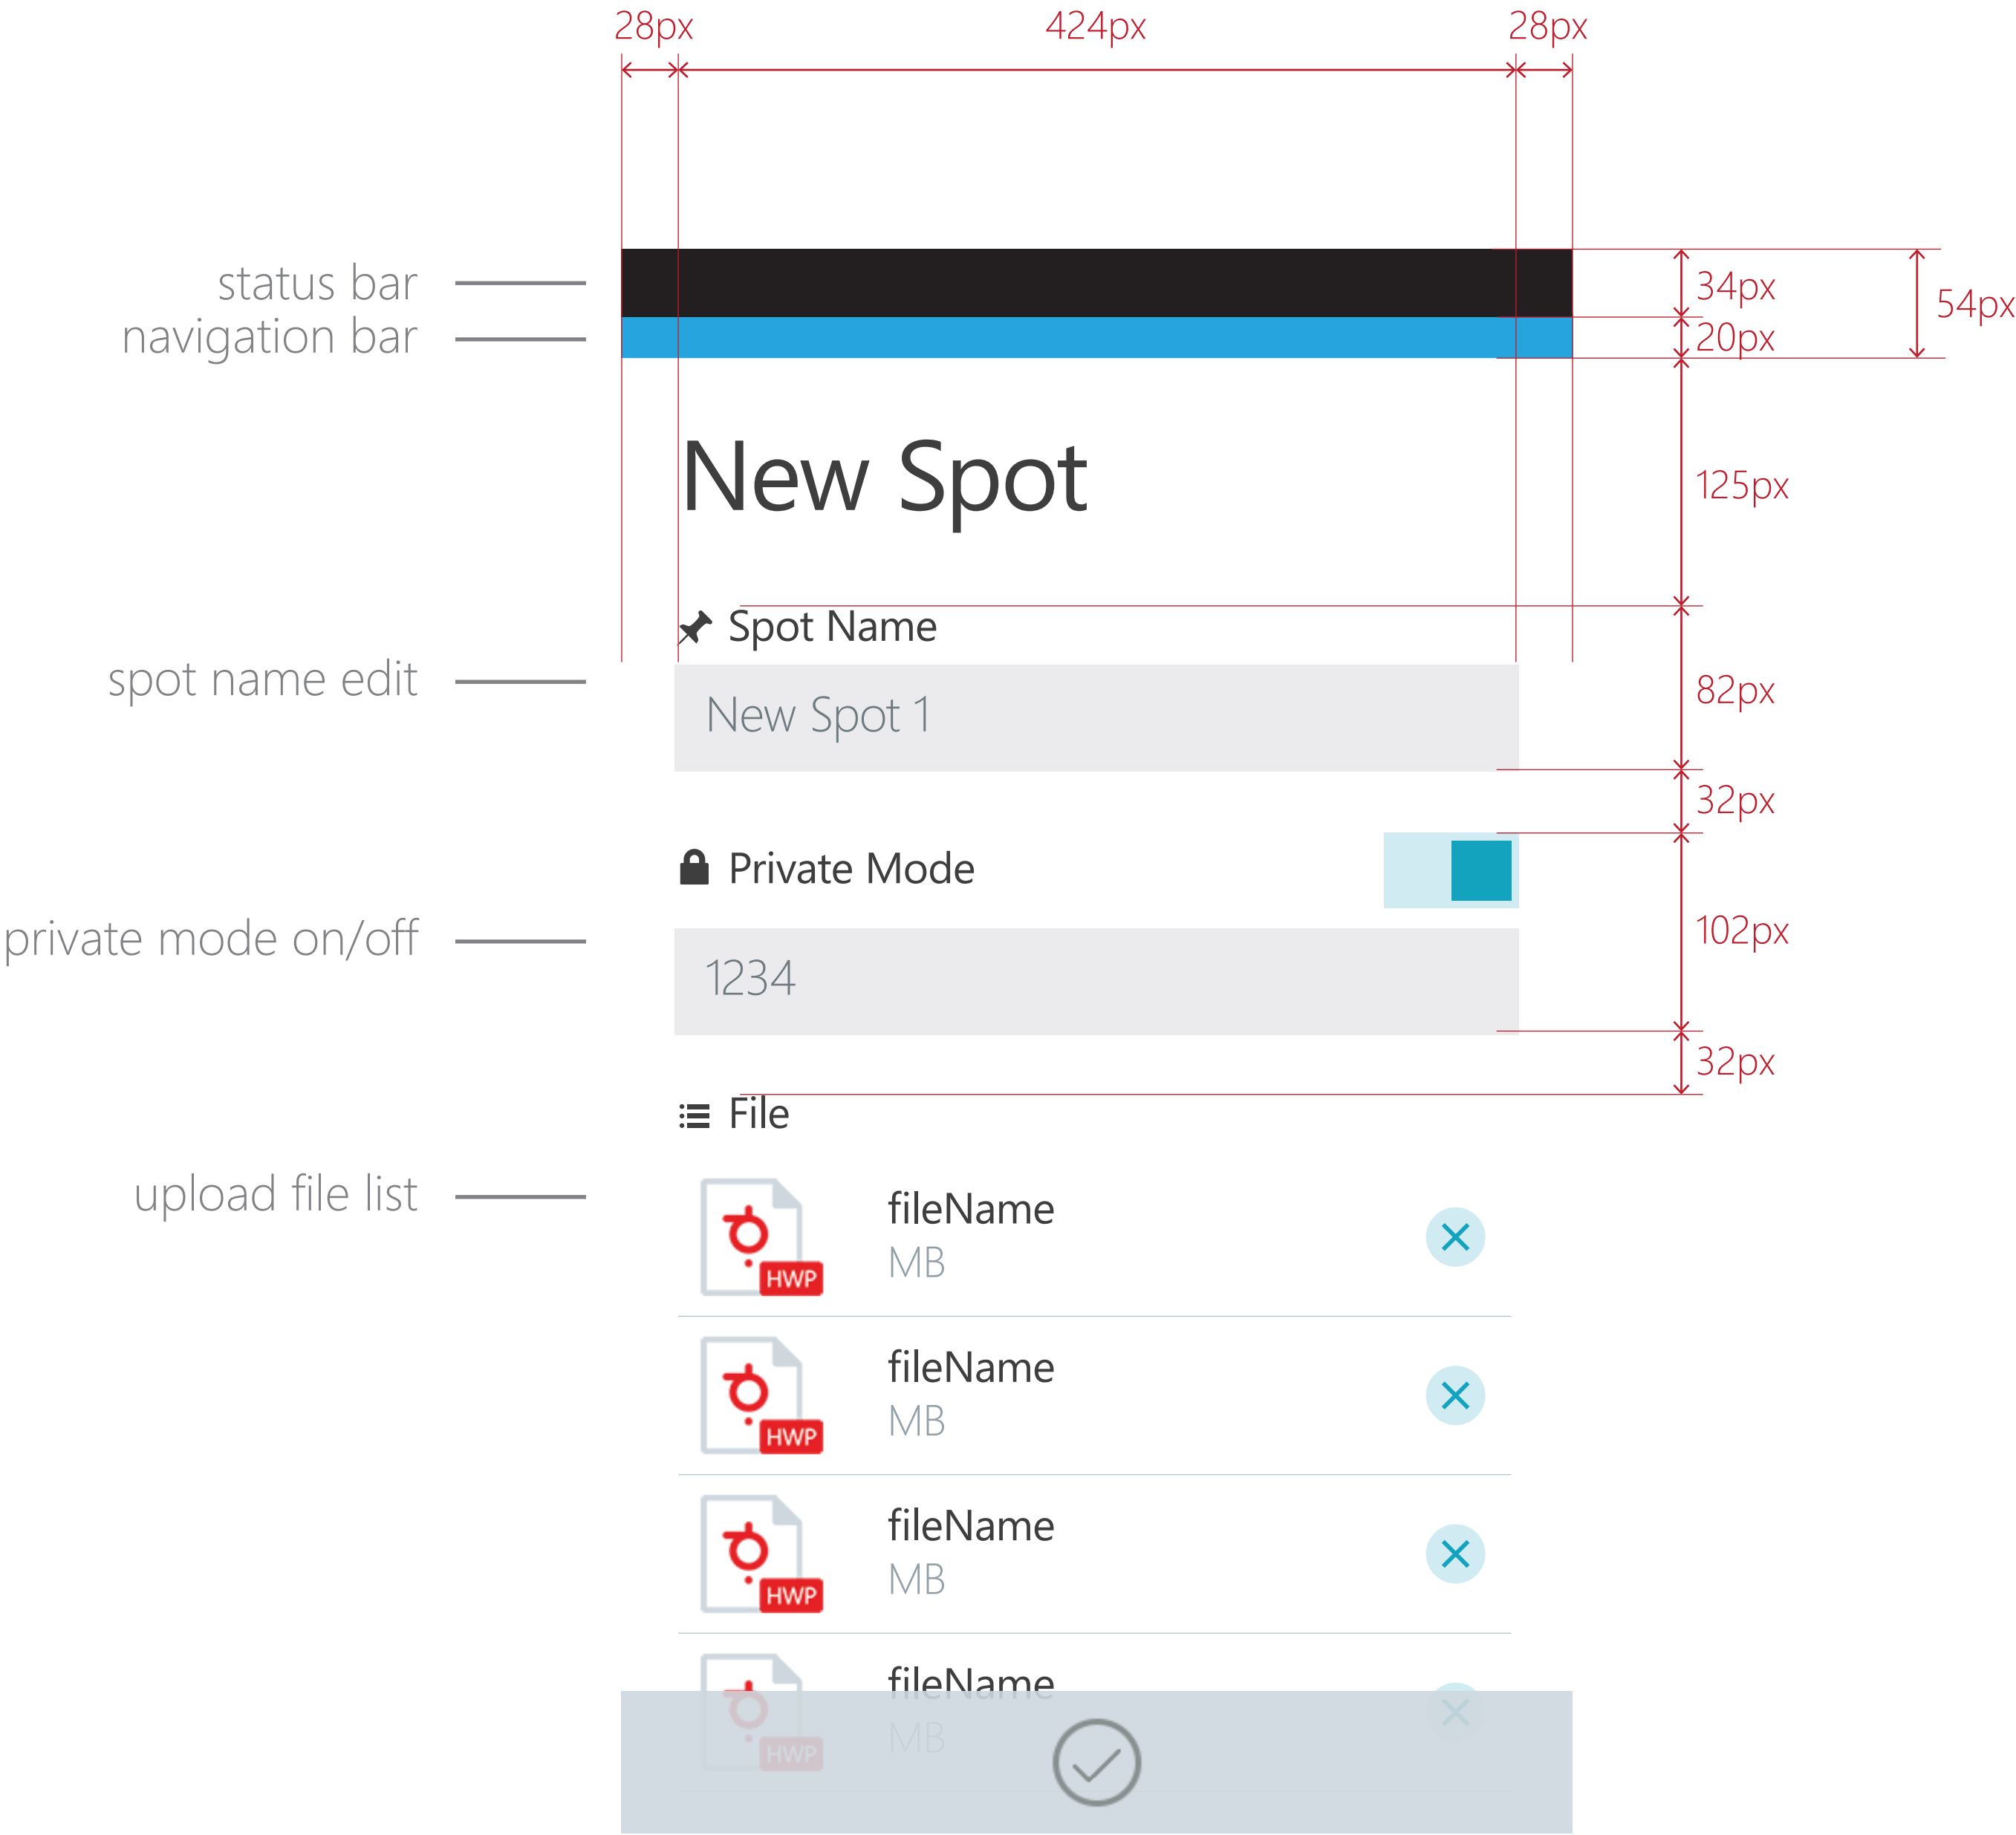 28px 424px 28px
status bar
34px
54px
navigation bar
20px
New Spot
125px
Spot Name
spot name edit
New Spot 1
82px
32px
Private Mode
private mode on/off
1234
102px
32px
File
upload file list
fileName
MB
HWP
fileName
MB
HWP
fileName
MB
HWP
fileName
MB
HWP